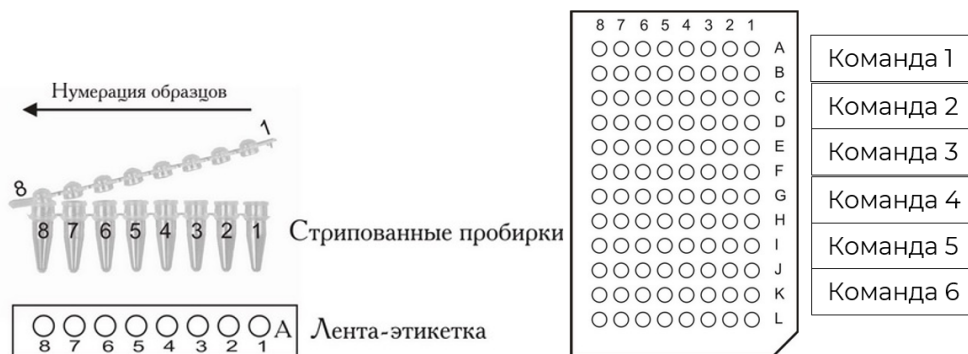 Нумерация образцов
1
8
8 7 6 5 4 3 2 1
Стрипованные пробирки
A
8 7 6 5 4 3 2 1
Лента-этикетка
8 7 6 5 4 3 2 1
A
B
C
D
E
F
G
H
I
J
K
L
Команда 1
Команда 2
Команда 3
Команда 4
Команда 5
Команда 6